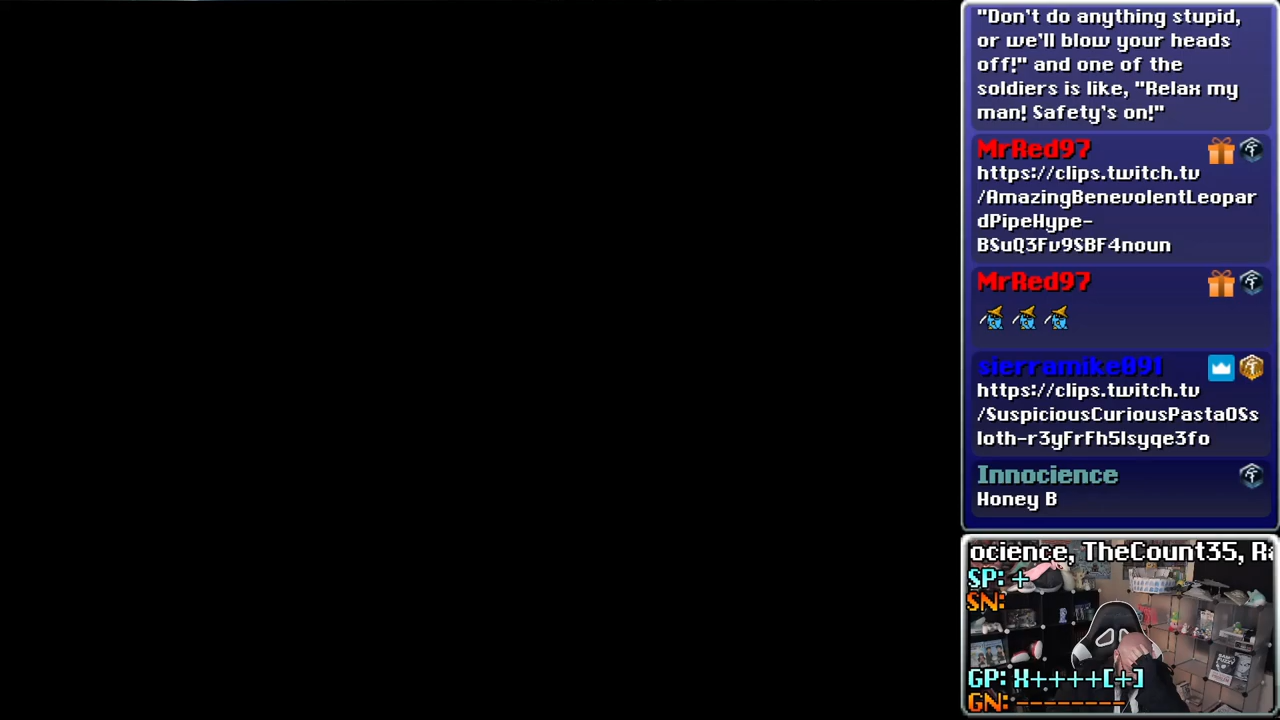 "Don't do anything stupid,
or we'll blow your heads
off!" and one of the
soldiers is like, "Relax my
man! Safety's on!"
MrRed97
https://clips.twitch.tv
/AmazingBenevolentLeopar
dPipeHype-
BSuQ3Fv9SBF4noun
MrRed97
sierramike891
https://clips.twitch.tv
/SuspiciousCuriousPastaOSs
loth-r3yFrFh5lsyqe3fo
Innocience
Honey B
ocience, TheCount35, Ra
SP: +
SN:
GP: X++++[+]
GN: --------